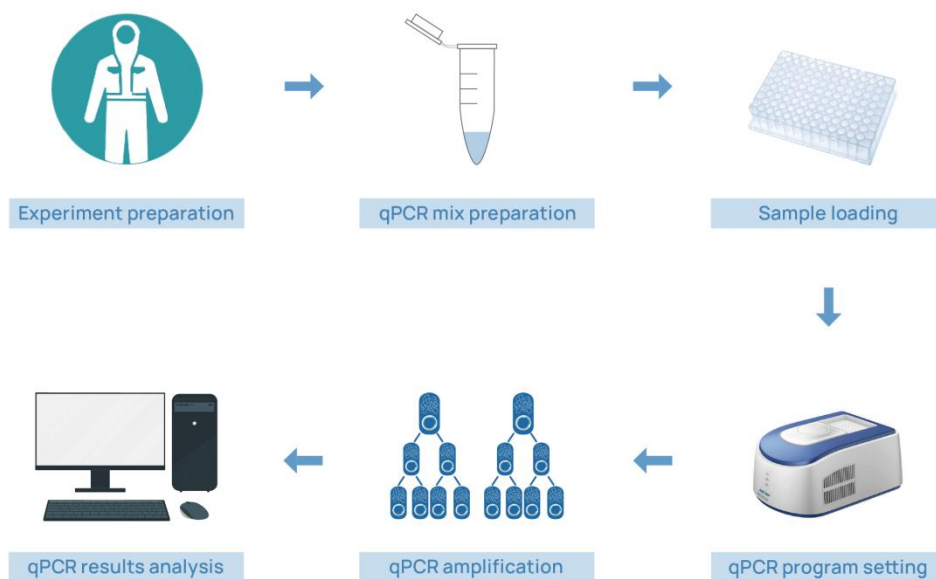 Experiment preparation
qPCR mix preparation
Sample loading
qPCR program setting
qPCR amplification
qPCR results analysis